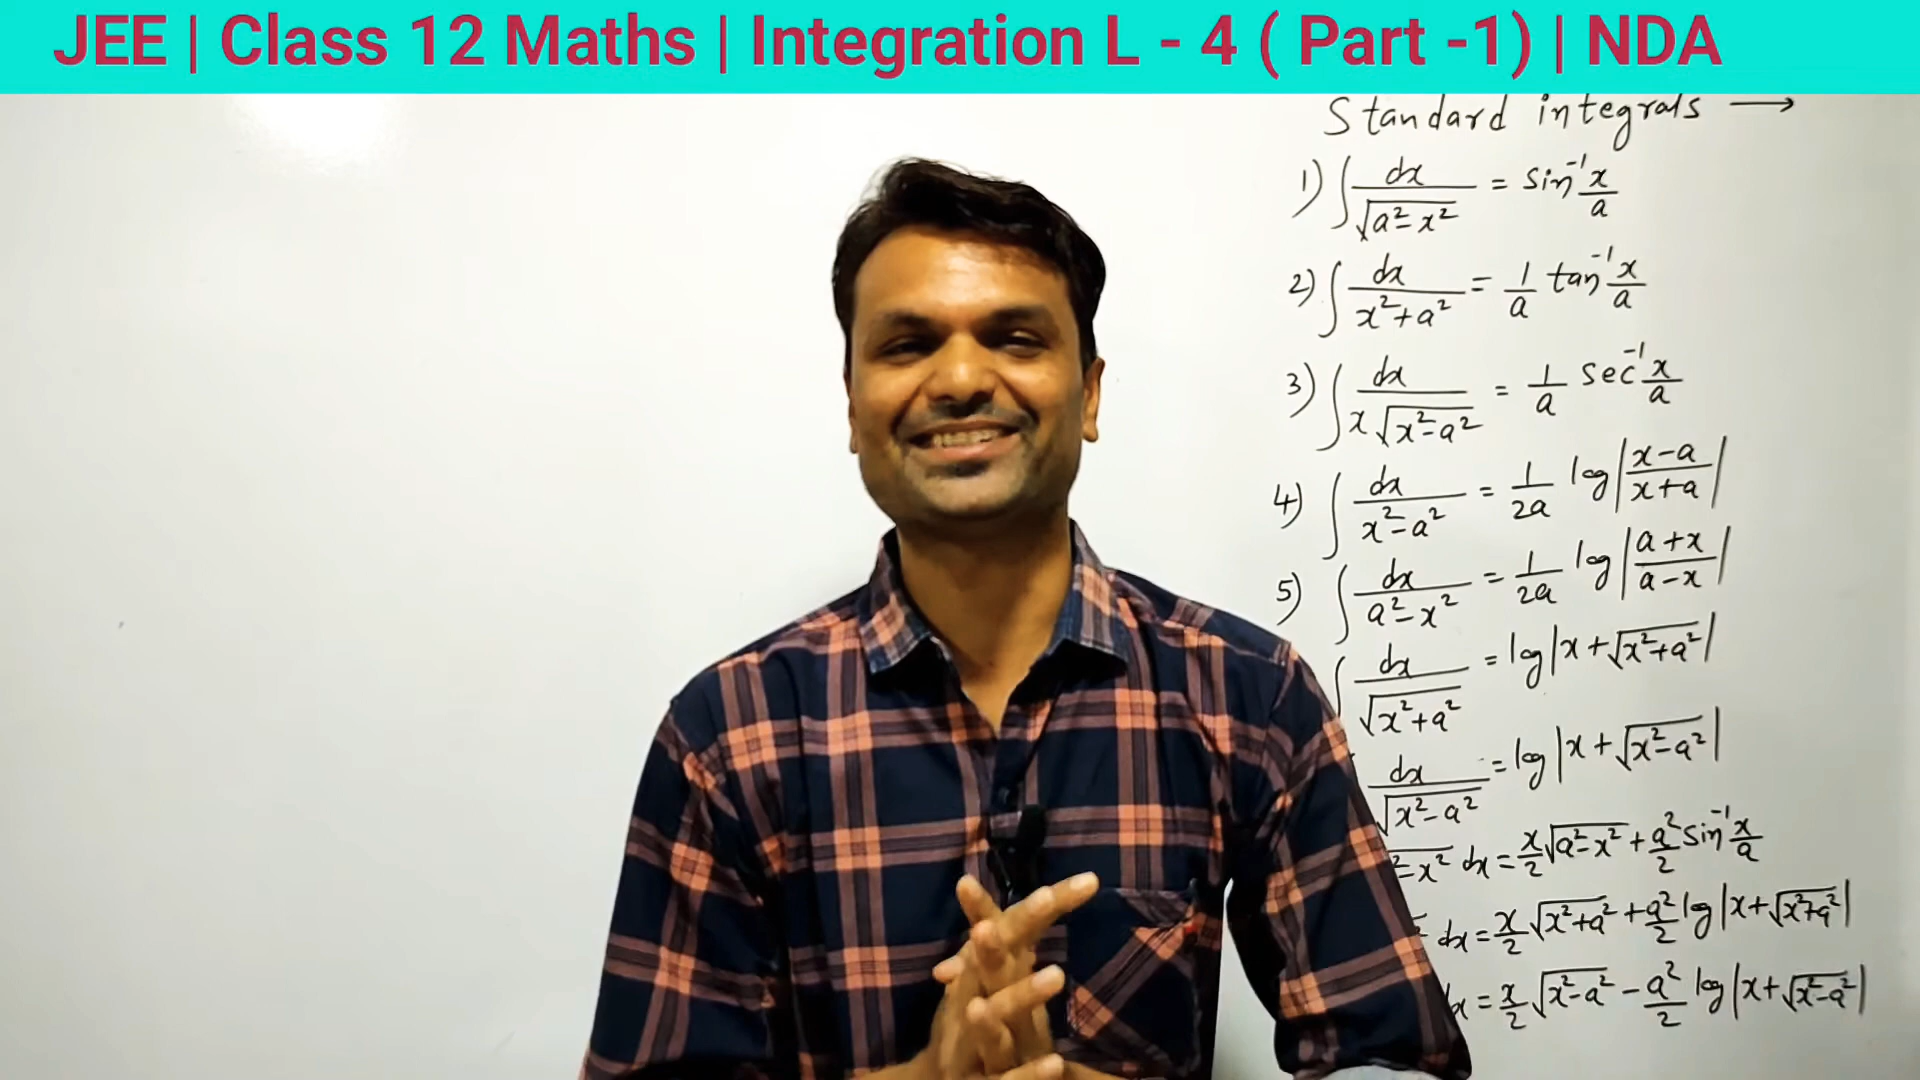 JEE | Class 12 Maths | Integration L - 4 ( Part -1) | NDA
Standard integrals →
1) ∫ dx/√(a²-x²) = sin⁻¹ x/a
2) ∫ dx/(x²+a²) = 1/a tan⁻¹ x/a
3) ∫ dx/(x√(x²-a²)) = 1/a sec⁻¹ x/a
4) ∫ dx/(x²-a²) = 1/2a log|(x-a)/(x+a)|
5) ∫ dx/(a²-x²) = 1/2a log|(a+x)/(a-x)|
∫ dx/√(x²+a²) = log|x+√(x²+a²)|
dx/√(x²-a²) = log|x+√(x²-a²)|
²-x² dx = x/2 √(a²-x²) + a²/2 sin⁻¹ x/a
² dx = x/2 √(x²+a²) + a²/2 log|x+√(x²+a²)|
dx = x/2 √(x²-a²) - a²/2 log|x+√(x²-a²)|